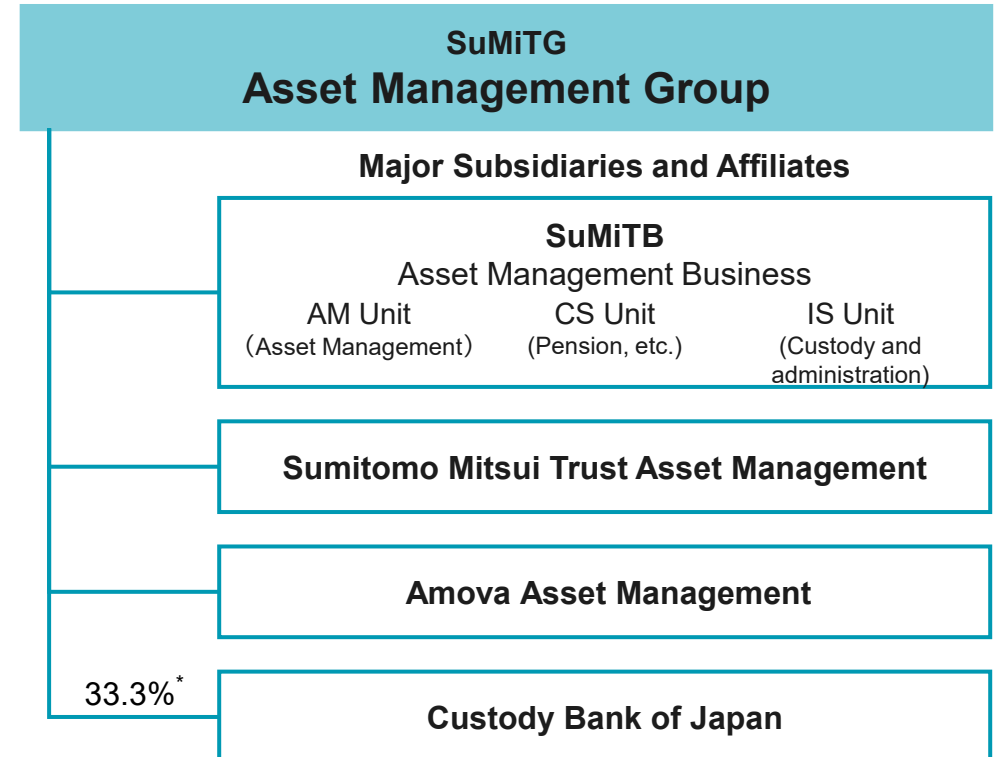 SuMiTG
Asset Management Group
Major Subsidiaries and Affiliates
SuMiTB
Asset Management Business
AM Unit
（Asset Management）
CS Unit
(Pension, etc.)
IS Unit
(Custody and
administration)
Sumitomo Mitsui Trust Asset Management
Amova Asset Management
33.3%*
Custody Bank of Japan